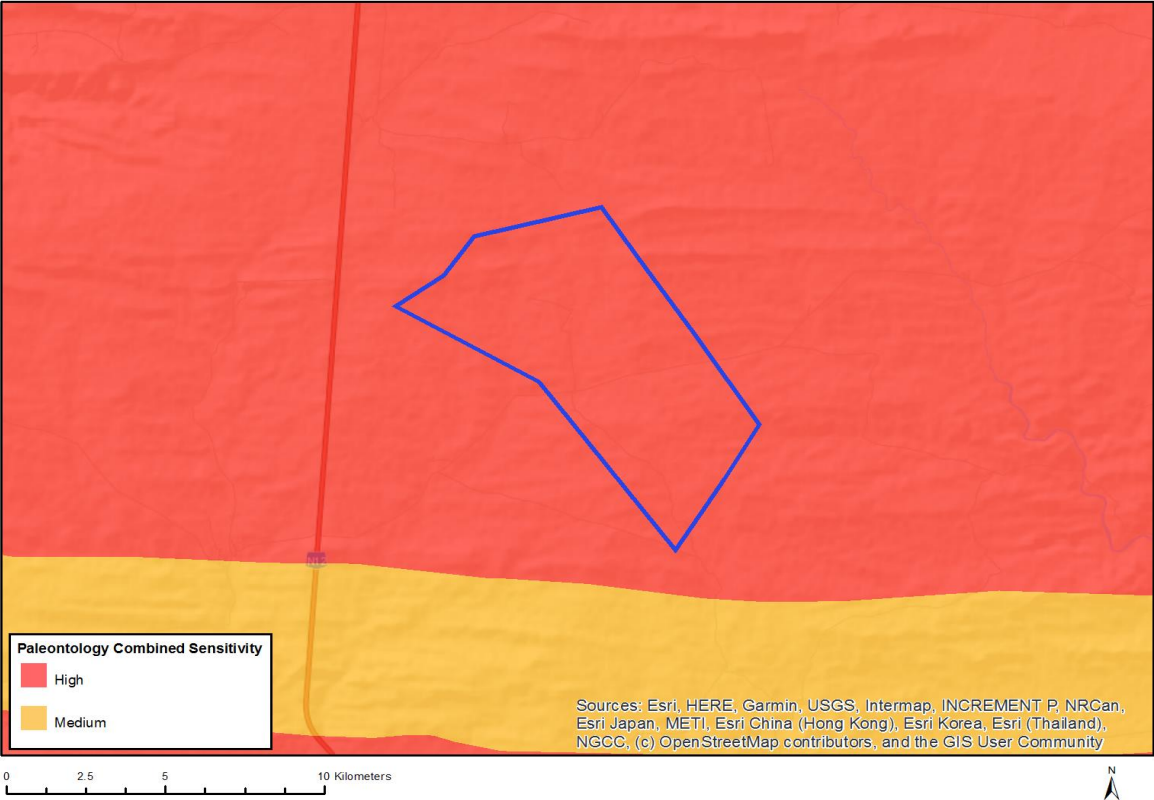 Paleontology Combined Sensitivity
High
Medium
Sources: Esri, HERE, Garmin, USGS, Intermap, INCREMENT P, NRCan,
Esri Japan, METI, Esri China (Hong Kong), Esri Korea, Esri (Thailand),
NGCC, (c) OpenStreetMap contributors, and the GIS User Community
0 2.5 5 10 Kilometers
N